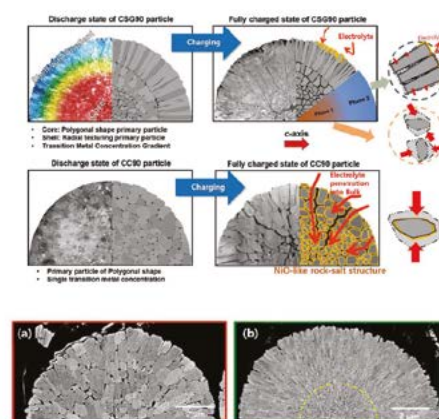 Discharge state of CSG90 particle
Fully charged state of CSG90 particle
Charging
Electrolyte
Phase 1
Phase 2
c-axis
• Core: Polygonal shape primary particle
• Shell: Radial texturing primary particle
• Transition Metal Concentration Gradient
Discharge state of CC90 particle
Fully charged state of CC90 particle
Charging
Electrolyte
penetration
into Bulk
• Primary particle of Polygonal shape
• Single transition metal concentration
NiO-like rock-salt structure
(a)
(b)